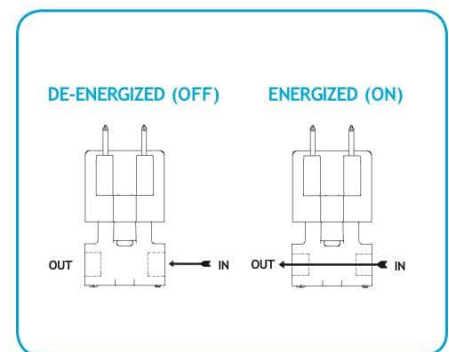 DE-ENERGIZED (OFF) ENERGIZED (ON)
OUT IN OUT IN